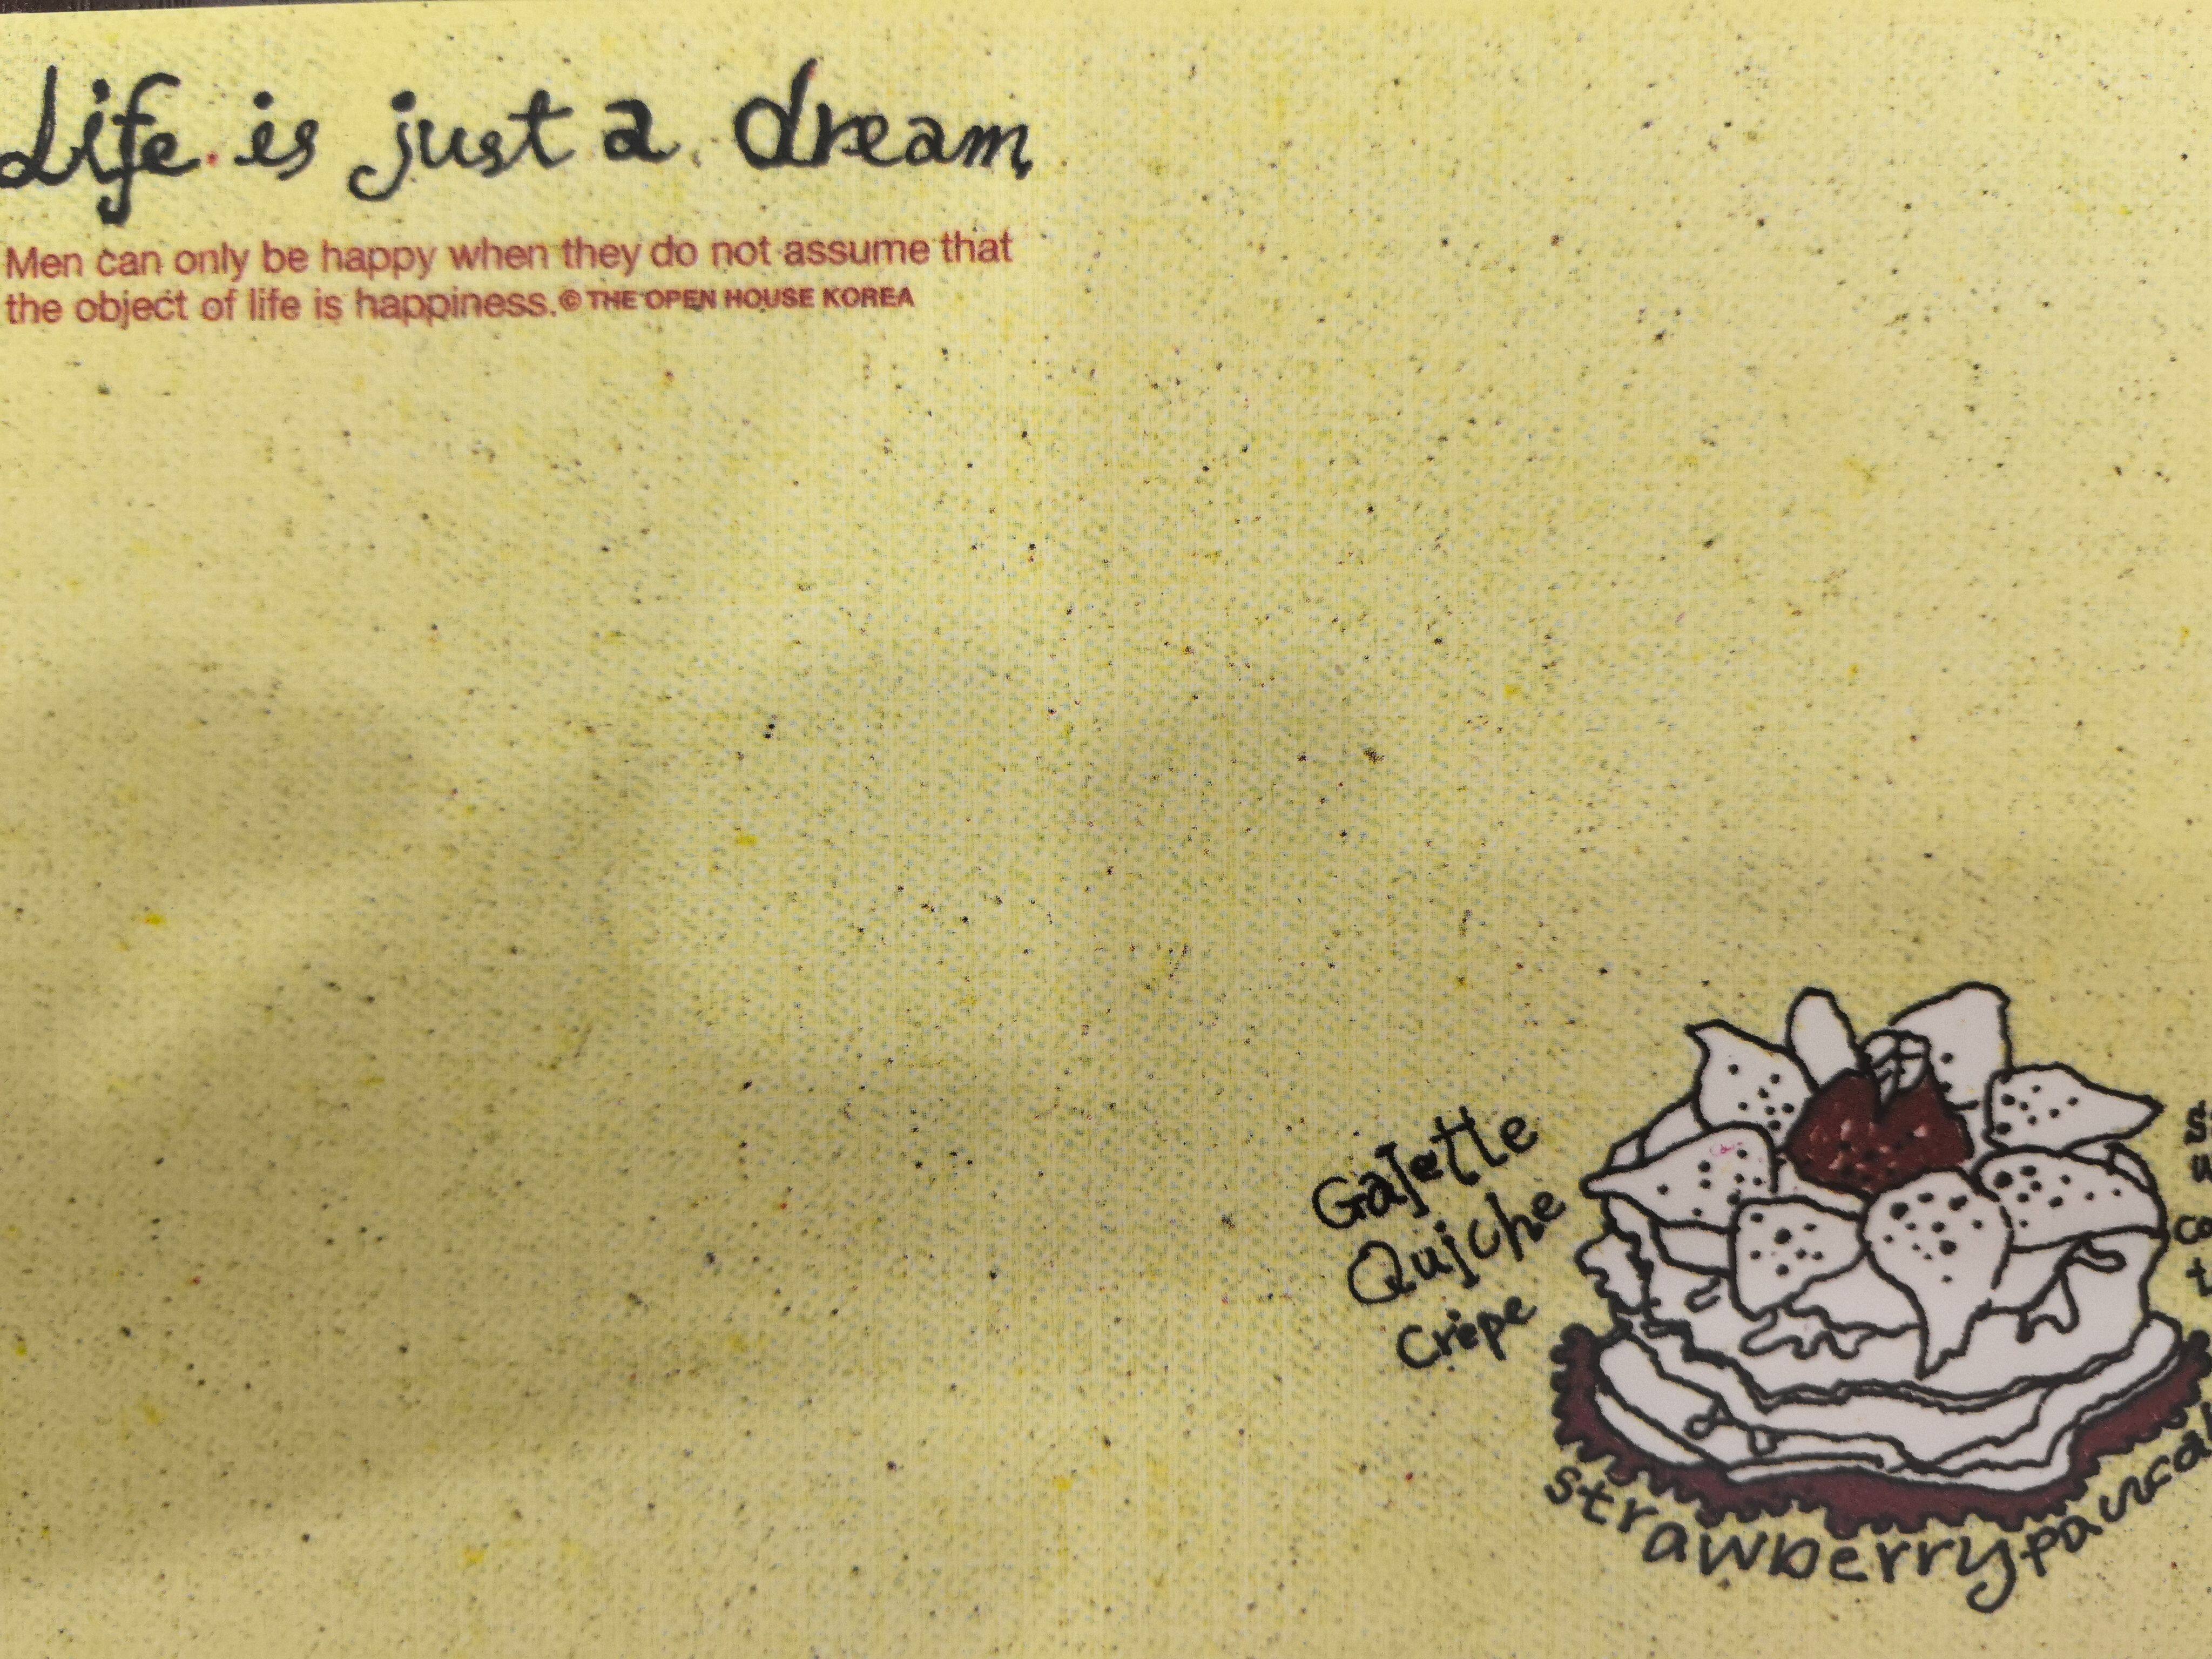 Life is just a dream
Men can only be happy when they do not assume that
the object of life is happiness.© THE OPEN HOUSE KOREA
Galette
Quiche
Crepe
strawberry